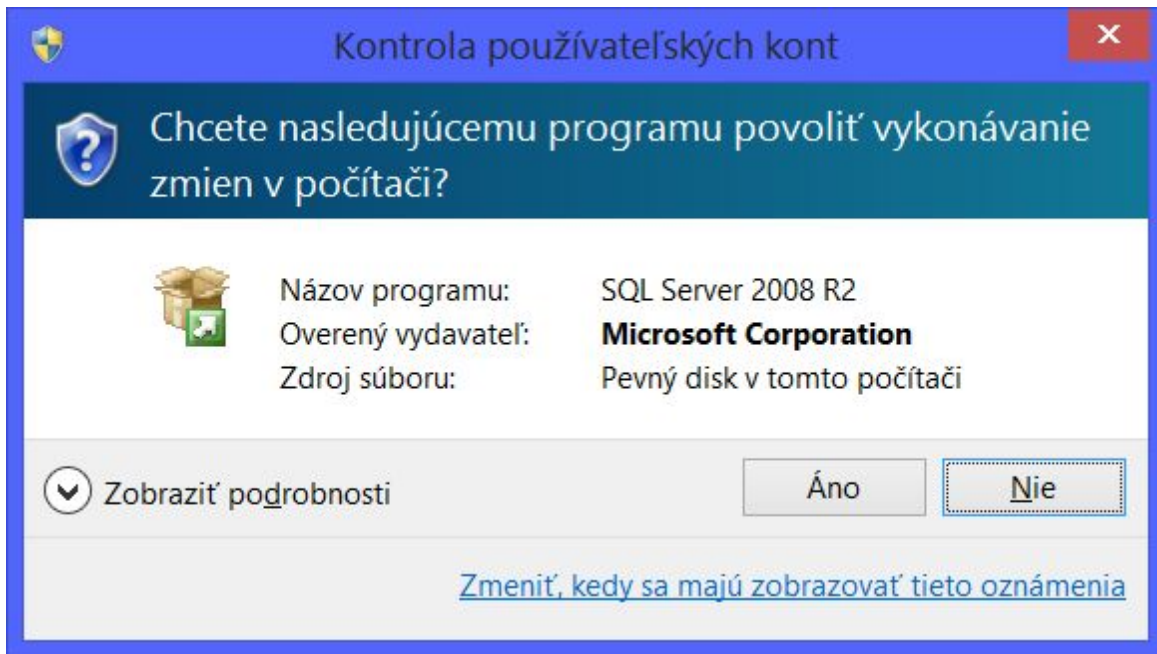 Kontrola používateľských kont
Chcete nasledujúcemu programu povoliť vykonávanie
zmien v počítači?
Názov programu: SQL Server 2008 R2
Overený vydavateľ: Microsoft Corporation
Zdroj súboru: Pevný disk v tomto počítači
Zobraziť podrobnosti
Áno
Nie
Zmeniť, kedy sa majú zobrazovať tieto oznámenia